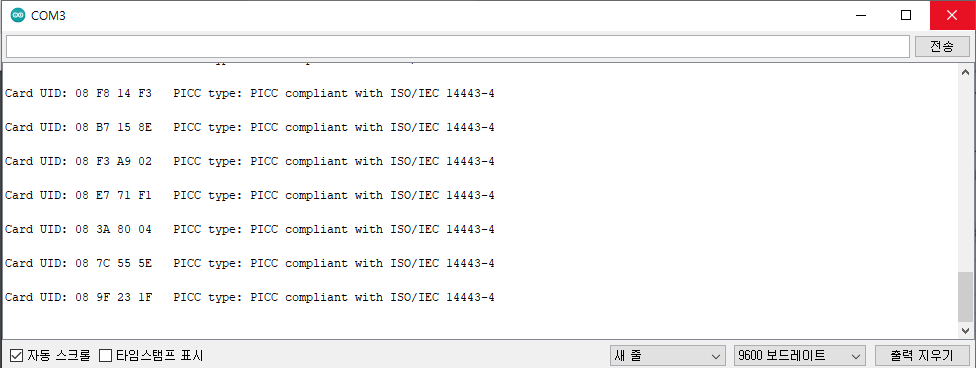 COM3
전송
Card UID: 08 F8 14 F3 PICC type: PICC compliant with ISO/IEC 14443-4
Card UID: 08 B7 15 8E PICC type: PICC compliant with ISO/IEC 14443-4
Card UID: 08 F3 A9 02 PICC type: PICC compliant with ISO/IEC 14443-4
Card UID: 08 E7 71 F1 PICC type: PICC compliant with ISO/IEC 14443-4
Card UID: 08 3A 80 04 PICC type: PICC compliant with ISO/IEC 14443-4
Card UID: 08 7C 55 5E PICC type: PICC compliant with ISO/IEC 14443-4
Card UID: 08 9F 23 1F PICC type: PICC compliant with ISO/IEC 14443-4
자동 스크롤 타임스탬프 표시 새 줄 9600 보드레이트 출력 지우기